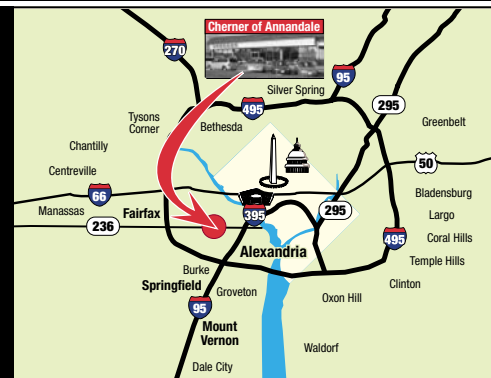 Cherner of Annandale
270
95
Silver Spring
495
295
Tysons
Corner
Bethesda
Greenbelt
Chantilly
50
Centreville
66
Bladensburg
Manassas
Fairfax
395
295
Largo
236
495
Coral Hills
Alexandria
Temple Hills
Burke
Springfield
Groveton
Clinton
Oxon Hill
95
Mount
Vernon
Waldorf
Dale City